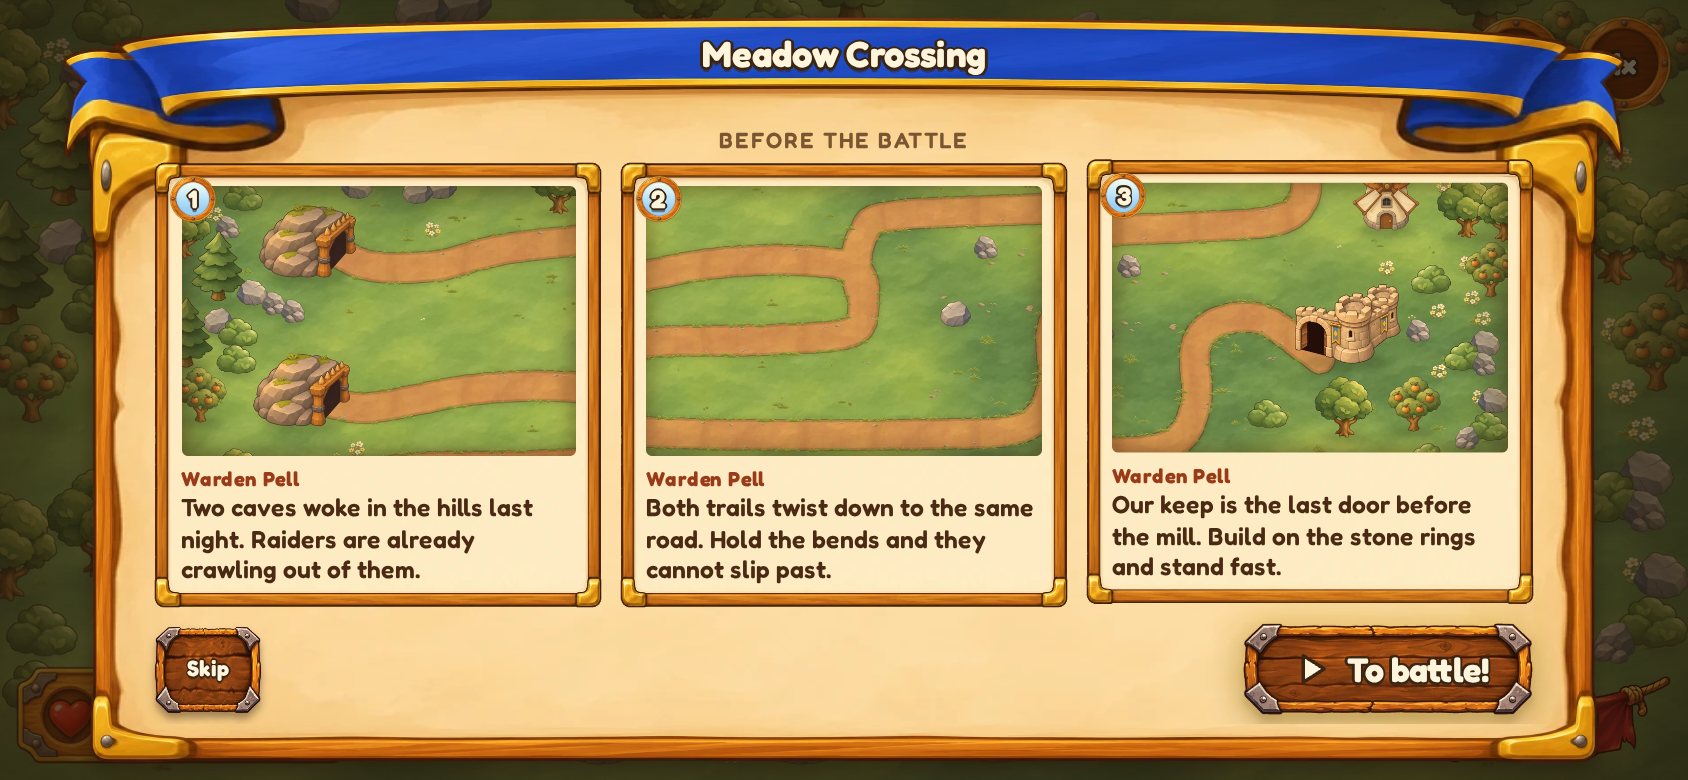 Meadow Crossing
BEFORE THE BATTLE
1
Warden Pell
Two caves woke in the hills last
night. Raiders are already
crawling out of them.
2
Warden Pell
Both trails twist down to the same
road. Hold the bends and they
cannot slip past.
3
Warden Pell
Our keep is the last door before
the mill. Build on the stone rings
and stand fast.
Skip
To battle!